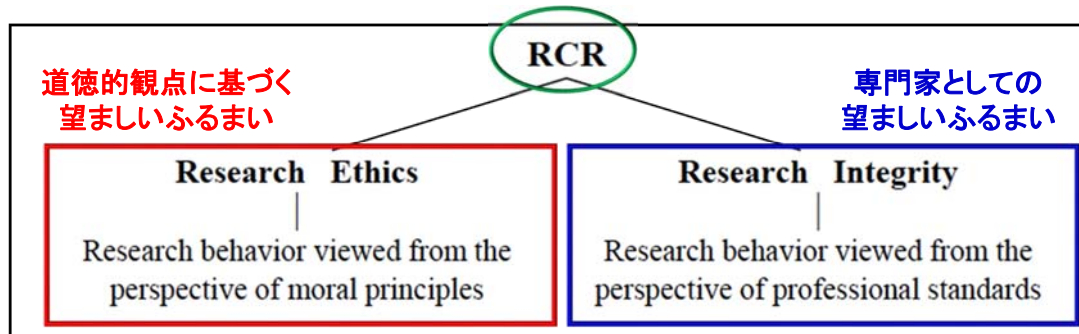 RCR
道徳的観点に基づく
望ましいふるまい
専門家としての
望ましいふるまい
Research Ethics
Research behavior viewed from the
perspective of moral principles
Research Integrity
Research behavior viewed from the
perspective of professional standards